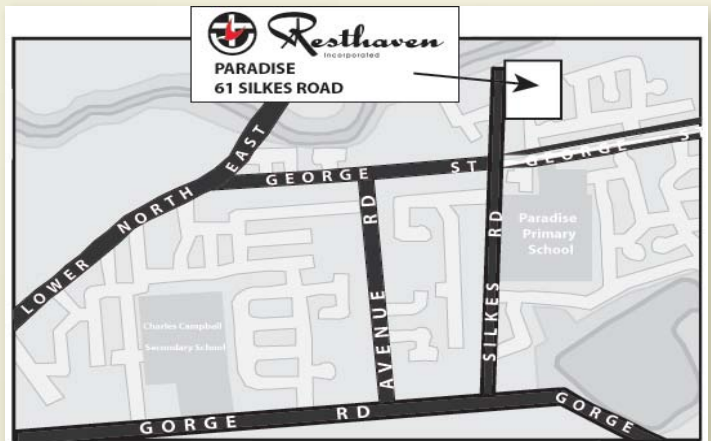 Resthaven
Incorporated
PARADISE
61 SILKES ROAD
LOWER NORTH EAST
GEORGE ST
GEORGE ST
AVENUE RD
SILKES RD
Paradise
Primary
School
Charles Campbell
Secondary School
GORGE RD
GORGE